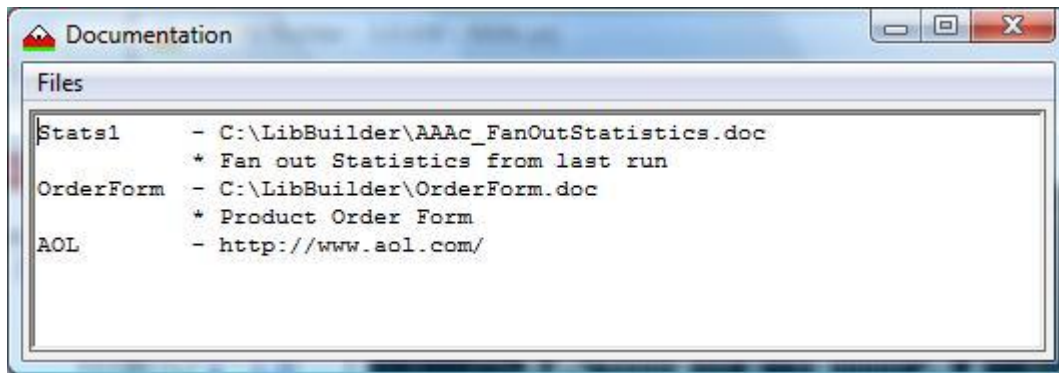 Documentation
Files
Stats1     - C:\LibBuilder\AAAc_FanOutStatistics.doc
           * Fan out Statistics from last run
OrderForm  - C:\LibBuilder\OrderForm.doc
           * Product Order Form
AOL        - http://www.aol.com/